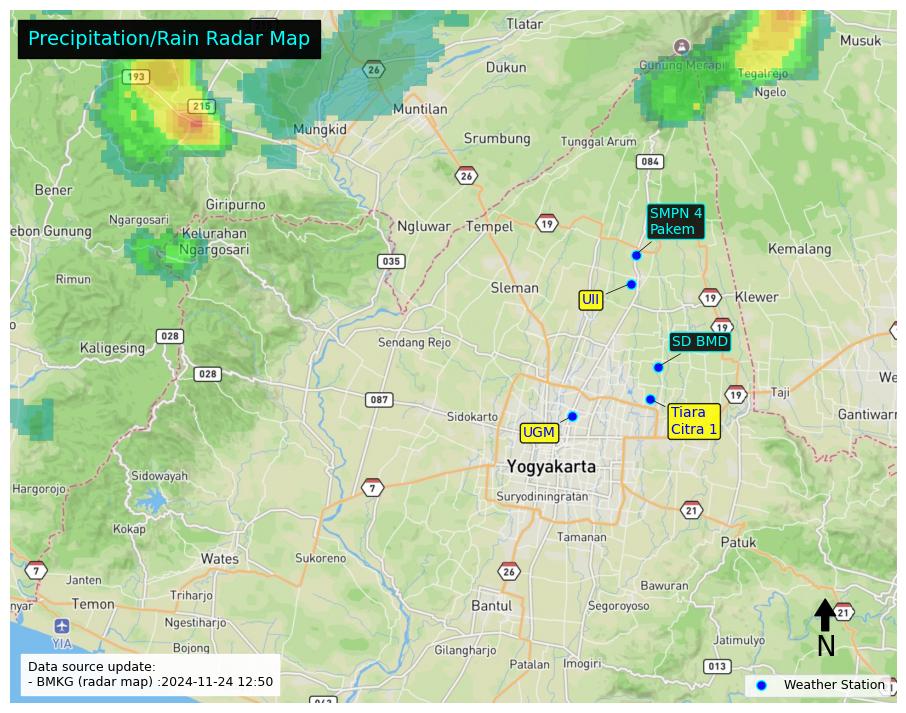 Precipitation/Rain Radar Map
Tlatar
Musuk
193
26
Dukun
Gunung Merapi
Tegalrejo
Ngelo
215
Muntilan
Mungkid
Srumbung
Tunggal Arum
084
26
Bener
Giripurno
SMPN 4
Pakem
Ngargosari
ebon Gunung
Kelurahan
Ngargosari
Ngluwar
Tempel
19
Kemalang
035
Rimun
Sleman
UII
19
Klewer
19
028
Kaligesing
Sendang Rejo
SD BMD
028
We
087
19
Taji
Sidokarto
Tiara
Citra 1
Gantiwarn
UGM
Yogyakarta
Sidowayah
Hargorojo
7
Suryodiningratan
21
Kokap
Tamanan
Patuk
Wates
Sukoreno
7
26
Janten
Bawuran
nyar
Temon
Triharjo
Bantul
Segoroyoso
21
Ngestiharjo
YIA
N
Bojong
Gilangharjo
Jatimulyo
Patalan
Imogiri
013
Data source update:
- BMKG (radar map) :2024-11-24 12:50
Weather Station